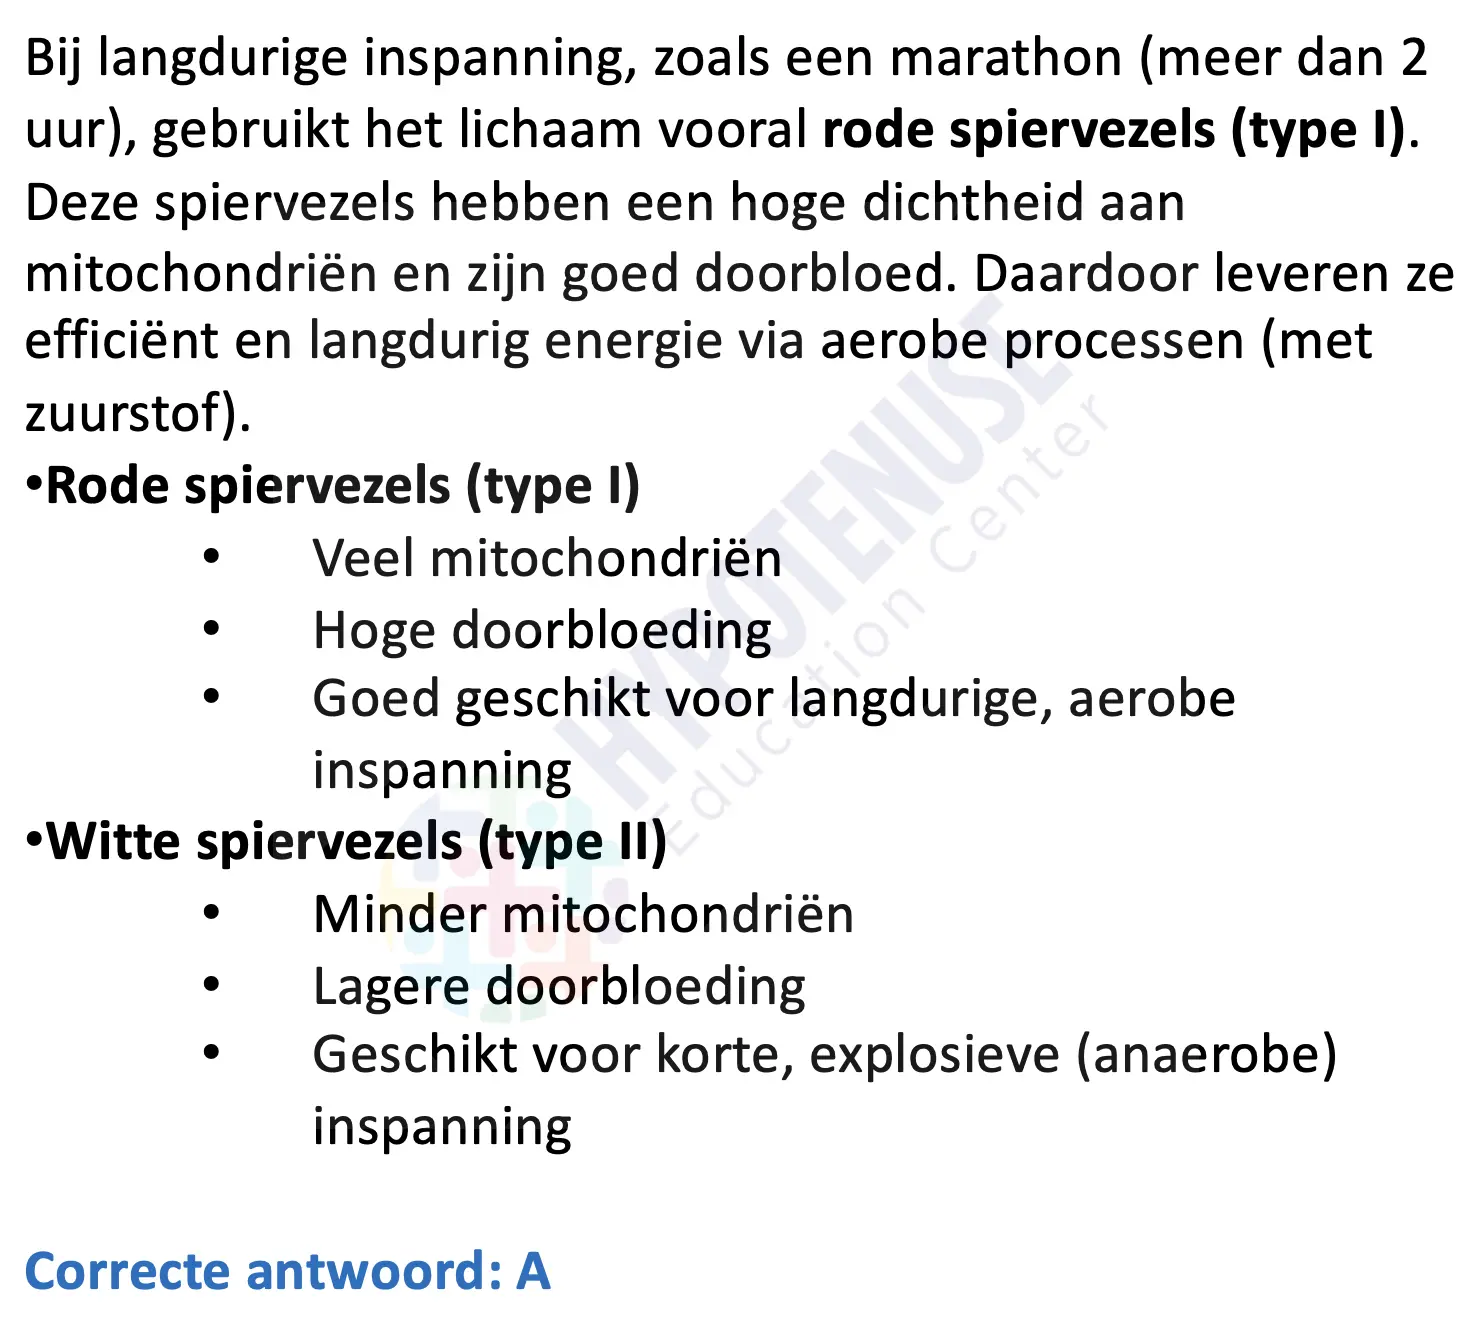 Bij langdurige inspanning, zoals een marathon (meer dan 2
uur), gebruikt het lichaam vooral rode spiervezels (type I).
Deze spiervezels hebben een hoge dichtheid aan
mitochondriën en zijn goed doorbloed. Daardoor leveren ze
efficiënt en langdurig energie via aerobe processen (met
zuurstof).
•Rode spiervezels (type I)
• Veel mitochondriën
• Hoge doorbloeding
• Goed geschikt voor langdurige, aerobe
inspanning
•Witte spiervezels (type II)
• Minder mitochondriën
• Lagere doorbloeding
• Geschikt voor korte, explosieve (anaerobe)
inspanning
Correcte antwoord: A
HYPOTENUSE
Education Center